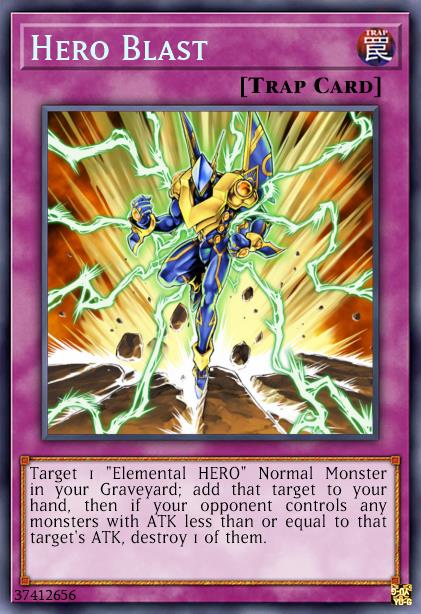 Hero Blast
TRAP
罠
[Trap Card]
Target 1 "Elemental HERO" Normal Monster
in your Graveyard; add that target to your
hand, then if your opponent controls any
monsters with ATK less than or equal to that
target's ATK, destroy 1 of them.
37412656